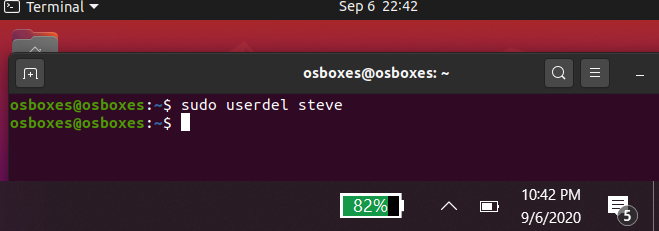 Terminal
Sep 6 22:42
osboxes@osboxes: ~
osboxes@osboxes:~$ sudo userdel steve
osboxes@osboxes:~$
82%
10:42 PM
9/6/2020
5